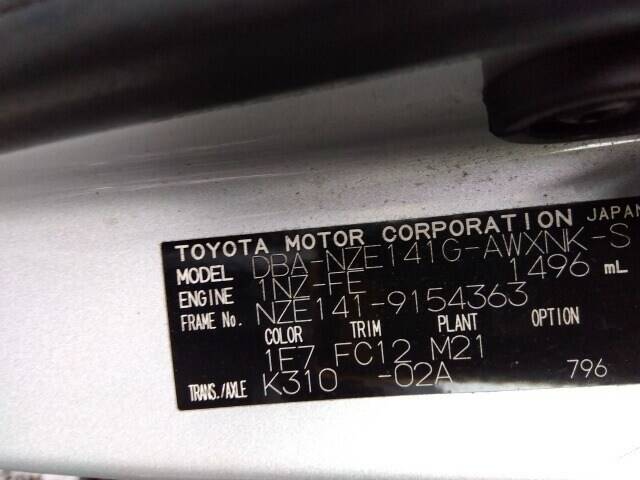 TOYOTA MOTOR CORPORATION JAPAN
MODEL DBA-NZE141G-AWXNK-S
ENGINE 1NZ-FE 1496 mL
FRAME No. NZE141-9154363
COLOR TRIM PLANT OPTION
1E7 FC12 M21
TRANS./AXLE K310 -02A 796